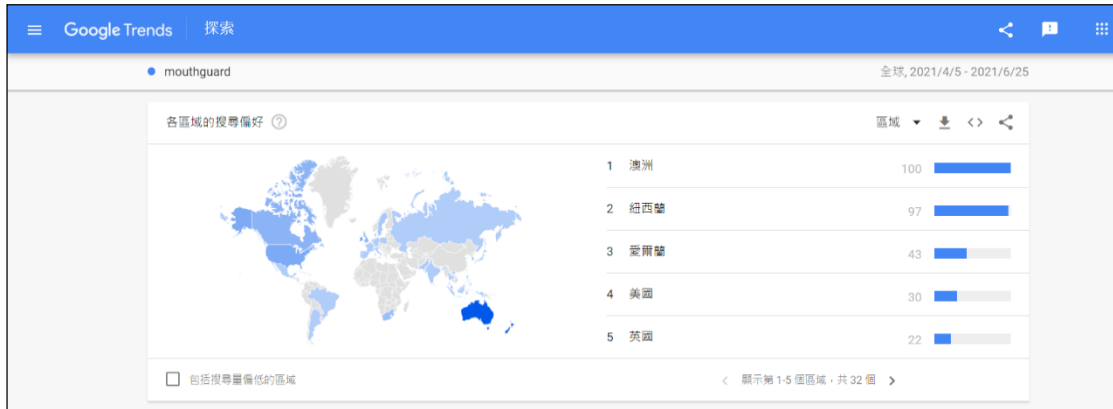 Google Trends 探索
mouthguard 全球, 2021/4/5 - 2021/6/25
各區域的搜尋偏好 區域
1 澳洲 100
2 紐西蘭 97
3 愛爾蘭 43
4 美國 30
5 英國 22
包括搜尋量偏低的區域 顯示第 1-5 個區域，共 32 個